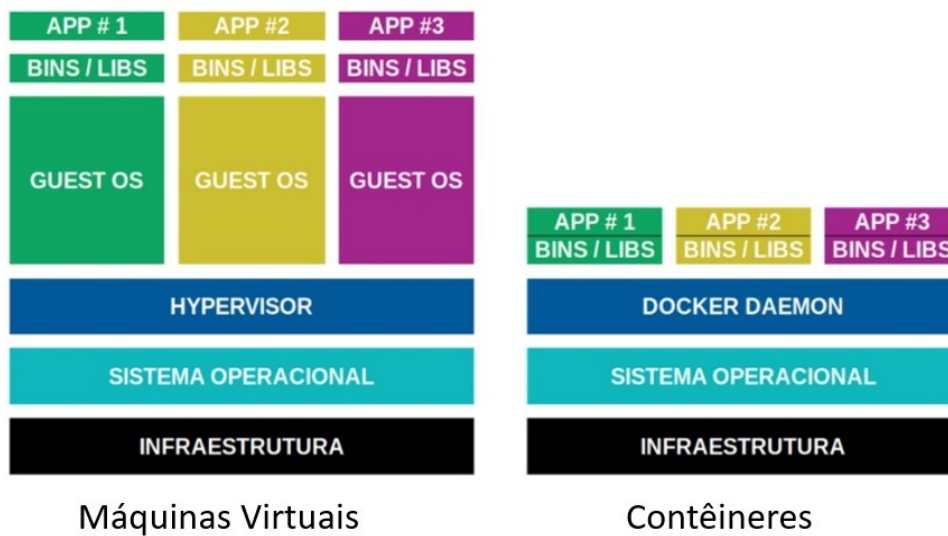 APP # 1
BINS / LIBS
GUEST OS
APP #2
BINS / LIBS
GUEST OS
APP #3
BINS / LIBS
GUEST OS
HYPERVISOR
SISTEMA OPERACIONAL
INFRAESTRUTURA
Máquinas Virtuais
APP # 1
BINS / LIBS
APP #2
BINS / LIBS
APP #3
BINS / LIBS
DOCKER DAEMON
SISTEMA OPERACIONAL
INFRAESTRUTURA
Contêineres